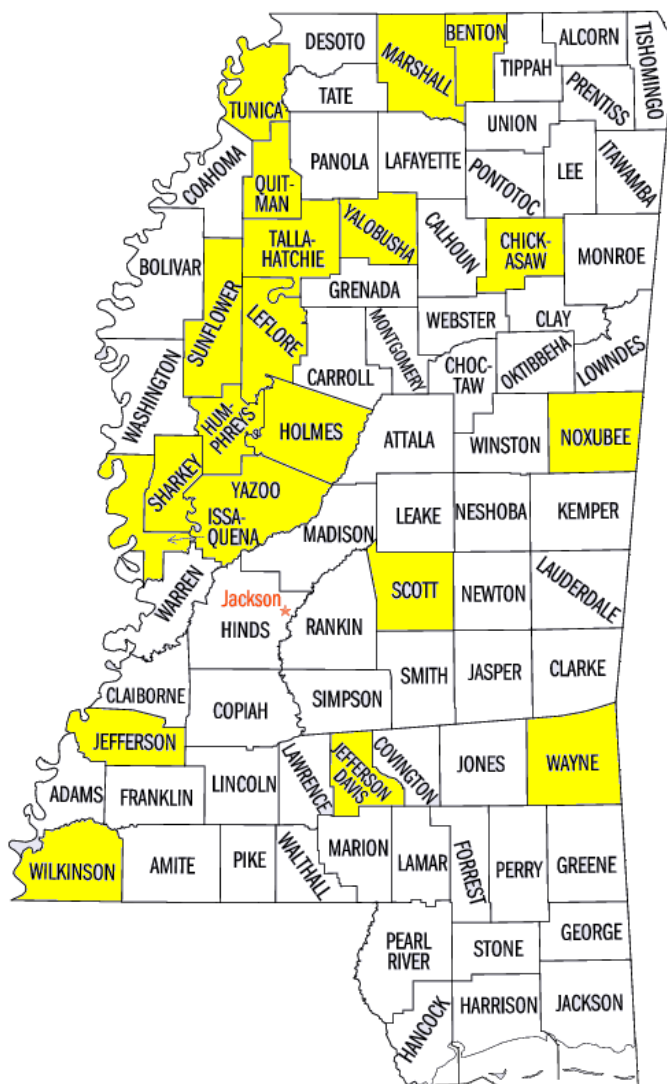 DESOTO
MARSHALL
BENTON
ALCORN
TISHOMINGO
TIPPAH
PRENTISS
TUNICA
TATE
UNION
COAHOMA
QUIT-
MAN
PANOLA
LAFAYETTE
PONTOTOC
LEE
ITAWAMBA
BOLIVAR
TALLA-
HATCHIE
YALOBUSHA
CALHOUN
CHICK-
ASAW
MONROE
SUNFLOWER
LEFLORE
GRENADA
WASHINGTON
CARROLL
MONTGOMERY
WEBSTER
CLAY
CHOC-
TAW
OKTIBBEHA
LOWNDES
HUM-
PHREYS
HOLMES
ATTALA
WINSTON
NOXUBEE
SHARKEY
YAZOO
ISSA-
QUENA
MADISON
LEAKE
NESHOBA
KEMPER
WARREN
Jackson
HINDS
RANKIN
SCOTT
NEWTON
LAUDERDALE
CLAIBORNE
COPIAH
SIMPSON
SMITH
JASPER
CLARKE
JEFFERSON
LAWRENCE
JEFFERSON
DAVIS
COVINGTON
JONES
WAYNE
ADAMS
FRANKLIN
LINCOLN
WILKINSON
AMITE
PIKE
WALTHALL
MARION
LAMAR
FORREST
PERRY
GREENE
PEARL
RIVER
STONE
GEORGE
HANCOCK
HARRISON
JACKSON